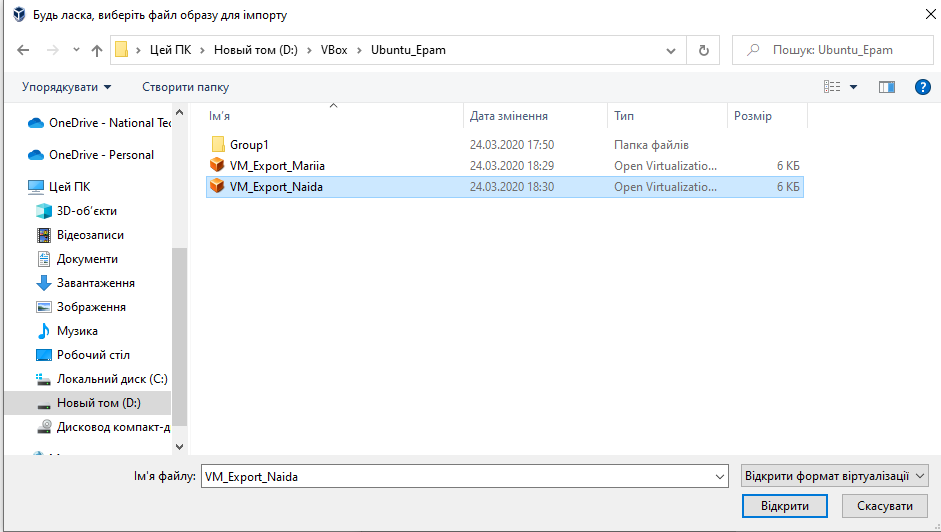 Будь ласка, виберіть файл образу для імпорту
Цей ПК > Новый том (D:) > VBox > Ubuntu_Epam
Пошук: Ubuntu_Epam
Упорядкувати
Створити папку
Ім'я
Дата змінення
Тип
Розмір
Group1 24.03.2020 17:50 Папка файлів
VM_Export_Mariia 24.03.2020 18:29 Open Virtualizatio... 6 КБ
VM_Export_Naida 24.03.2020 18:30 Open Virtualizatio... 6 КБ
OneDrive - National Te
OneDrive - Personal
Цей ПК
3D-об'єкти
Відеозаписи
Документи
Завантаження
Зображення
Музика
Робочий стіл
Локальний диск (C:)
Новый том (D:)
Дисковод компакт-д
Ім'я файлу:
VM_Export_Naida
Відкрити формат віртуалізації
Відкрити
Скасувати